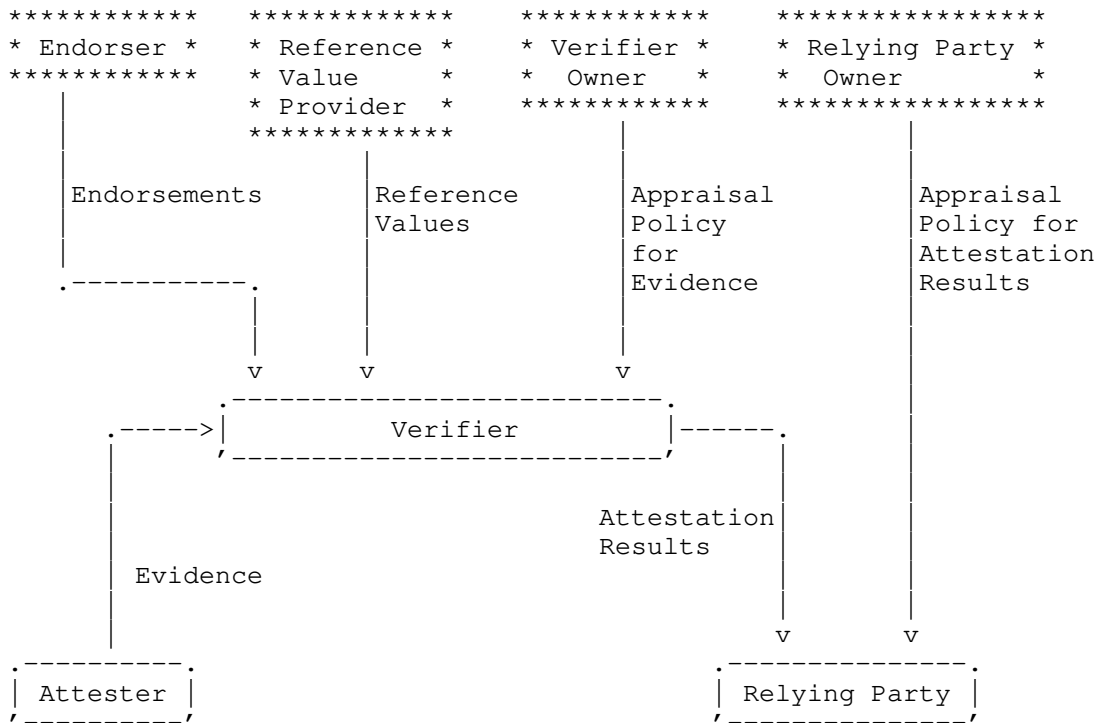 ************   *************    ************    *****************
* Endorser *   * Reference *    * Verifier *    * Relying Party *
************   * Value     *    *  Owner   *    *  Owner        *
               * Provider  *    ************    *****************
               *************
Endorsements   Reference   Appraisal   Appraisal
Values   Policy   Policy for
for   Attestation
Evidence   Results
v   v   v
Verifier
Attestation
Results
Evidence
v   v
Attester   Relying Party